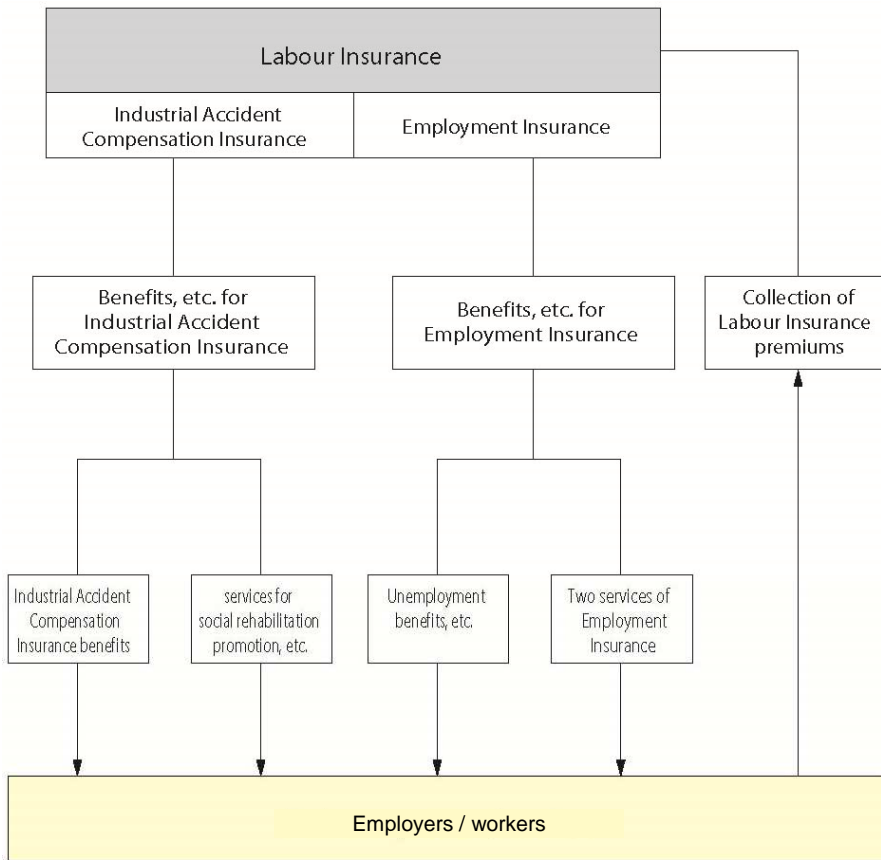 Labour Insurance
Industrial Accident
Compensation Insurance
Employment Insurance
Benefits, etc. for
Industrial Accident
Compensation Insurance
Benefits, etc. for
Employment Insurance
Collection of
Labour Insurance
premiums
Industrial Accident
Compensation
Insurance benefits
services for
social rehabilitation
promotion, etc.
Unemployment
benefits, etc.
Two services of
Employment
Insurance
Employers / workers